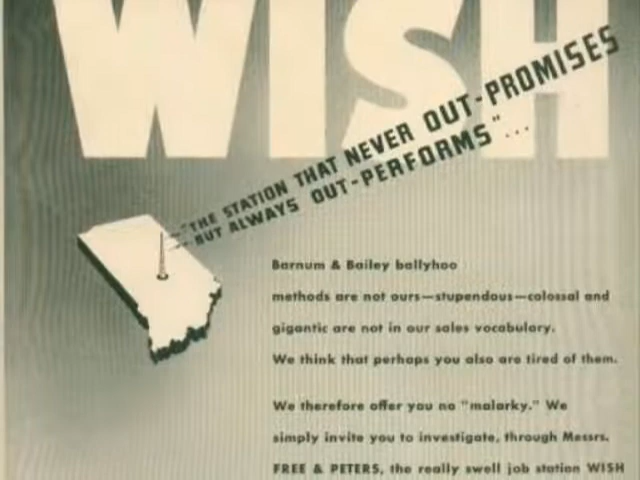 WISH
"THE STATION THAT NEVER OUT-PROMISES
BUT ALWAYS OUT-PERFORMS"...
Barnum & Bailey ballyhoo
methods are not ours—stupendous—colossal and
gigantic are not in our sales vocabulary.
We think that perhaps you also are tired of them.
We therefore offer you no "malarky." We
simply invite you to investigate, through Messrs.
FREE & PETERS, the really swell job station WISH